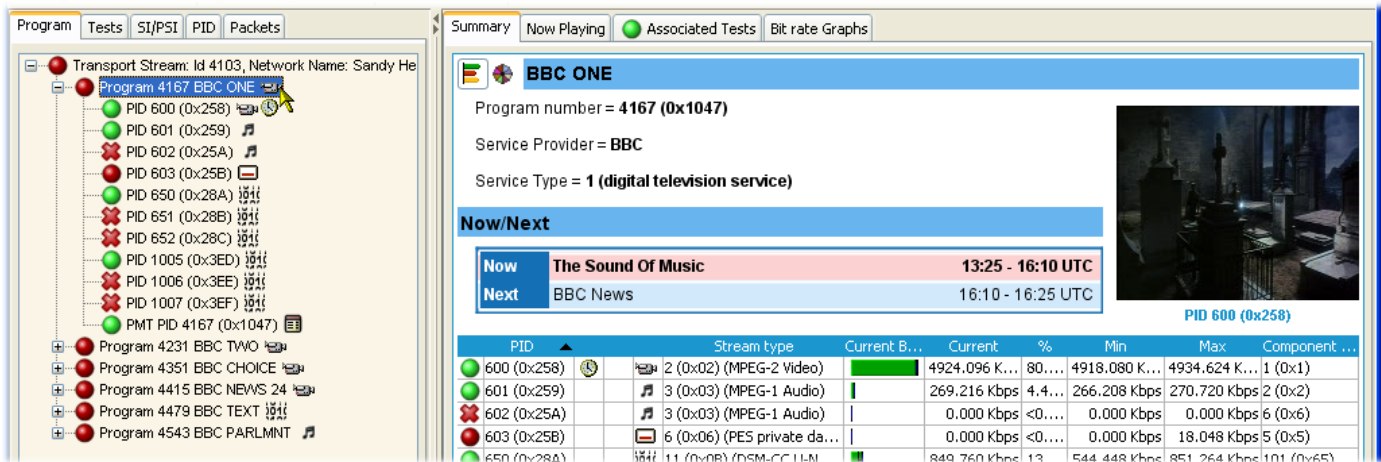 Program Tests SI/PSI PID Packets
Transport Stream: Id 4103, Network Name: Sandy He
Program 4167 BBC ONE
PID 600 (0x258)
PID 601 (0x259)
PID 602 (0x25A)
PID 603 (0x25B)
PID 650 (0x28A)
PID 651 (0x28B)
PID 652 (0x28C)
PID 1005 (0x3ED)
PID 1006 (0x3EE)
PID 1007 (0x3EF)
PMT PID 4167 (0x1047)
Program 4231 BBC TWO
Program 4351 BBC CHOICE
Program 4415 BBC NEWS 24
Program 4479 BBC TEXT
Program 4543 BBC PARLMNT
Summary Now Playing Associated Tests Bit rate Graphs
BBC ONE
Program number = 4167 (0x1047)
Service Provider = BBC
Service Type = 1 (digital television service)
Now/Next
Now The Sound Of Music 13:25 - 16:10 UTC
Next BBC News 16:10 - 16:25 UTC
PID 600 (0x258)
PID Stream type Current B... Current % Min Max Component ...
600 (0x258) 2 (0x02) (MPEG-2 Video) 4924.096 K... 80.... 4918.080 K... 4934.624 K... 1 (0x1)
601 (0x259) 3 (0x03) (MPEG-1 Audio) 269.216 Kbps 4.4... 266.208 Kbps 270.720 Kbps 2 (0x2)
602 (0x25A) 3 (0x03) (MPEG-1 Audio) 0.000 Kbps <0.... 0.000 Kbps 0.000 Kbps 6 (0x6)
603 (0x25B) 6 (0x06) (PES private da... 0.000 Kbps <0.... 0.000 Kbps 18.048 Kbps 5 (0x5)
650 (0x28A) 11 (0x0B) (DSM-CC U-N... 849.760 Kbps 13.... 544.448 Kbps 851.264 Kbps 101 (0x65)